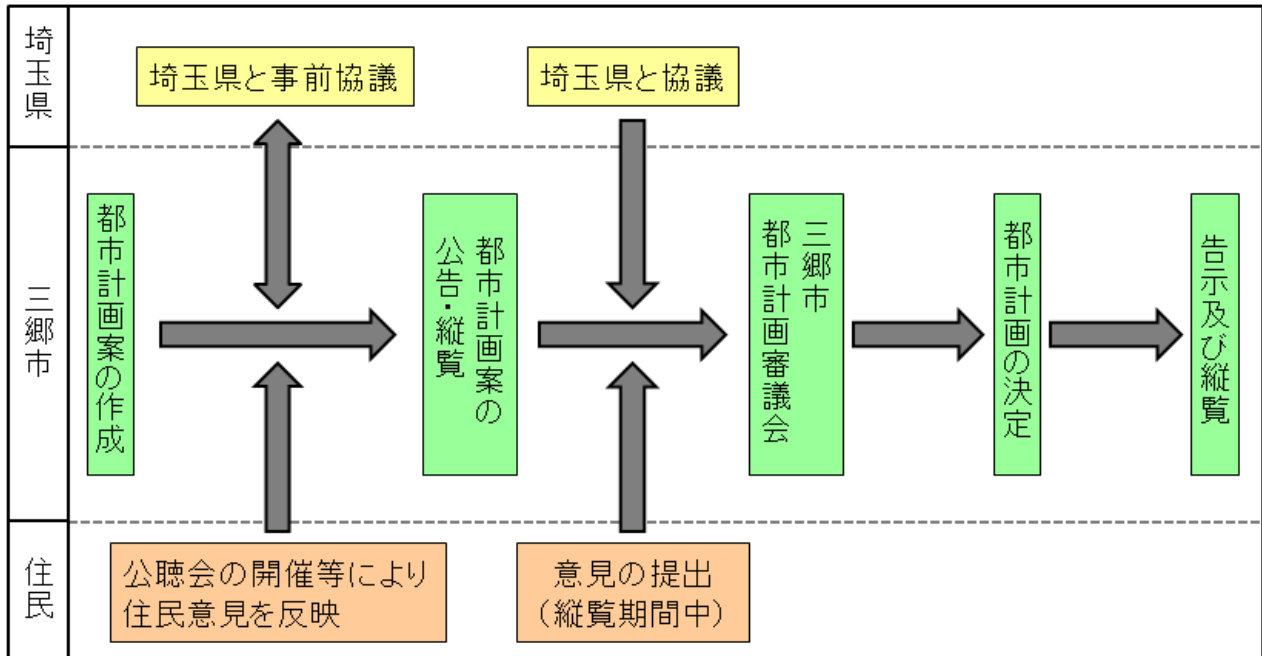 埼玉県
埼玉県と事前協議
埼玉県と協議
三郷市
都市計画案の作成
都市計画案の
公告・縦覧
三郷市
都市計画審議会
都市計画の決定
告示及び縦覧
住民
公聴会の開催等により
住民意見を反映
意見の提出
(縦覧期間中)